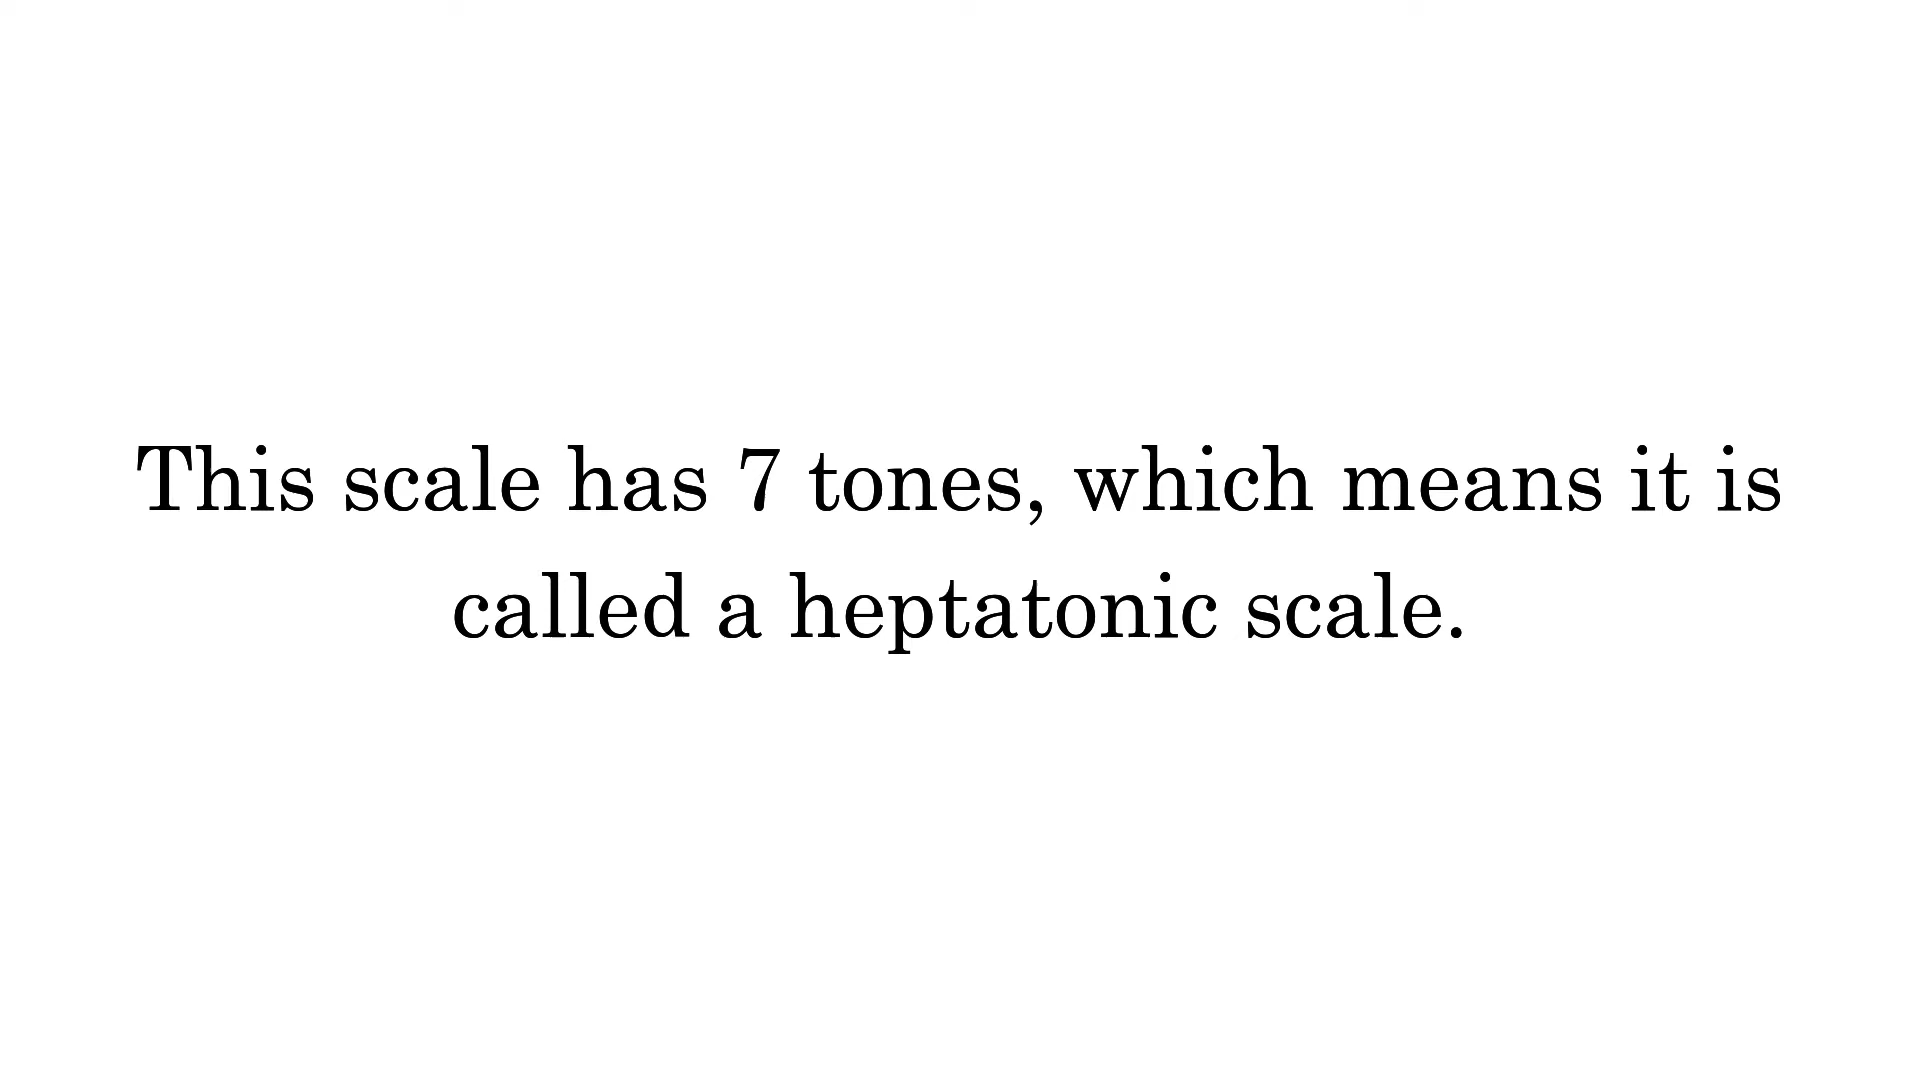 This scale has 7 tones, which means it is
called a heptatonic scale.